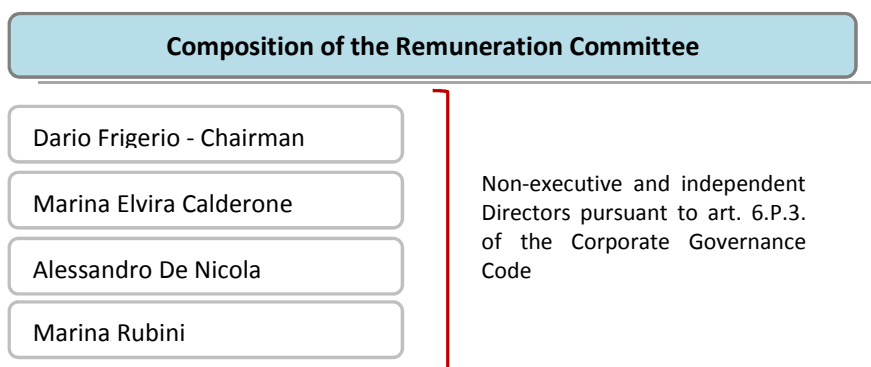 Composition of the Remuneration Committee
Dario Frigerio - Chairman
Marina Elvira Calderone
Alessandro De Nicola
Marina Rubini
Non-executive and independent
Directors pursuant to art. 6.P.3.
of the Corporate Governance
Code